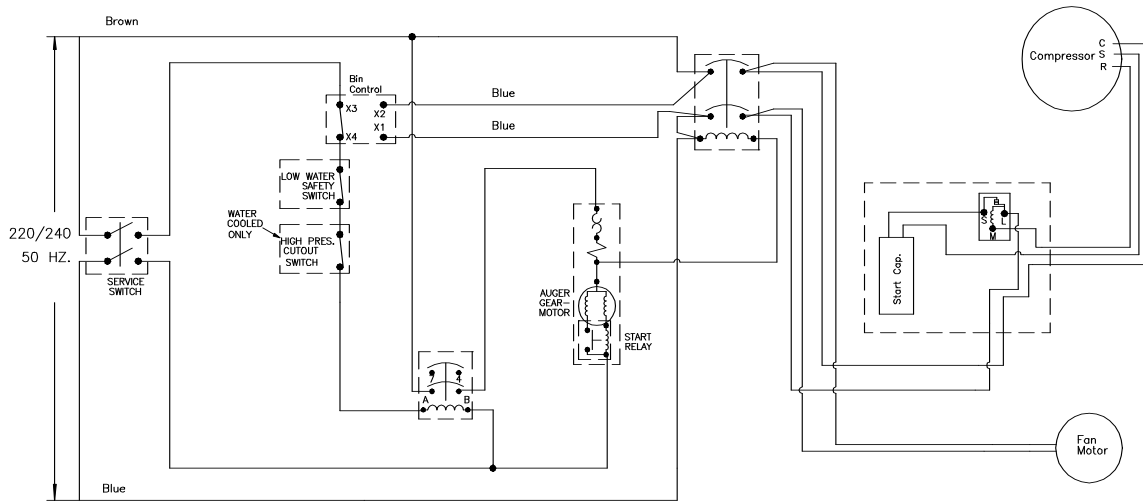 Brown
Bin
Control
X3
X2
X1
X4
Blue
Blue
C
S
R
Compressor
LOW WATER
SAFETY
SWITCH
WATER
COOLED
ONLY
HIGH PRES.
CUTOUT
SWITCH
220/240
50 HZ.
SERVICE
SWITCH
AUGER
GEAR-
MOTOR
START
RELAY
S
L
M
Start Cap.
7
4
A
B
Fan
Motor
Blue